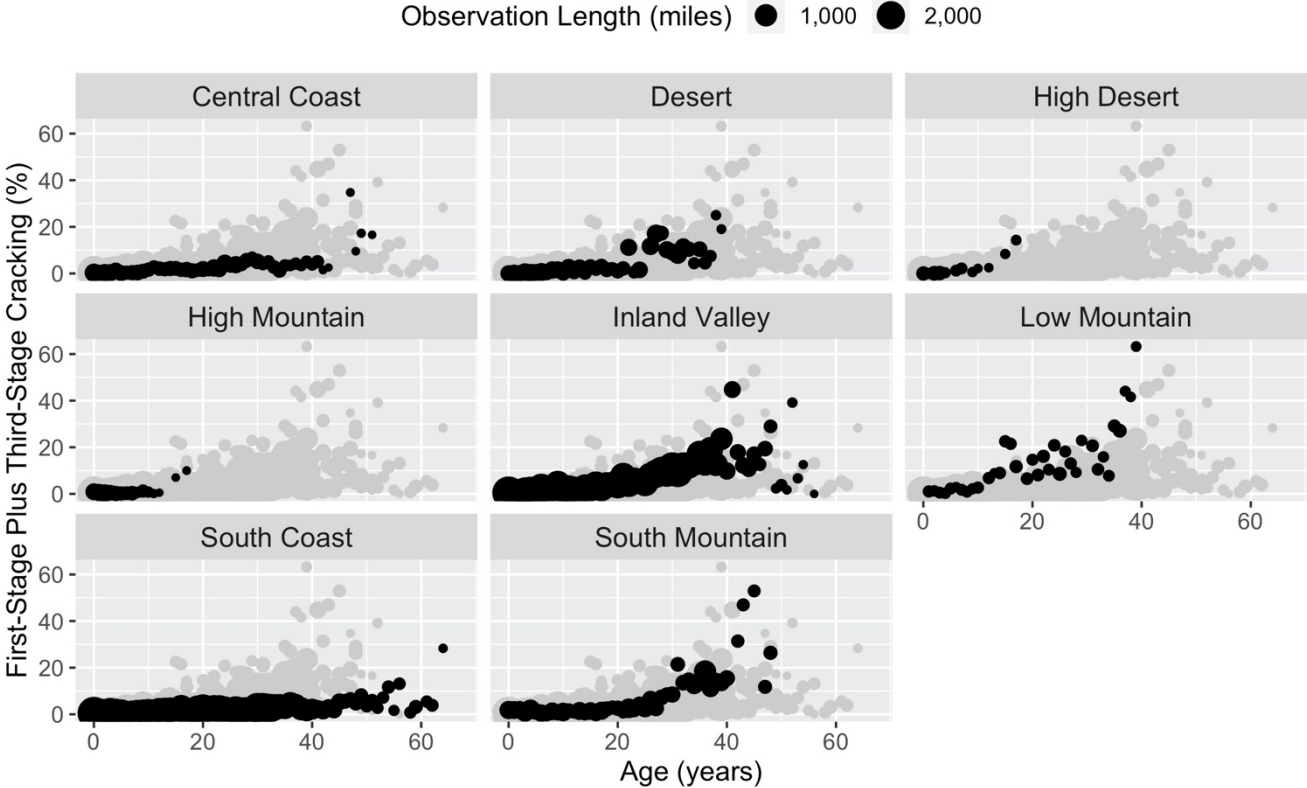 Observation Length (miles) 1,000 2,000
First-Stage Plus Third-Stage Cracking (%)
Central Coast Desert High Desert
60
40
20
0
High Mountain Inland Valley Low Mountain
60
40
20
0
0 20 40 60
South Coast South Mountain
60
40
20
0
0 20 40 60 0 20 40 60
Age (years)